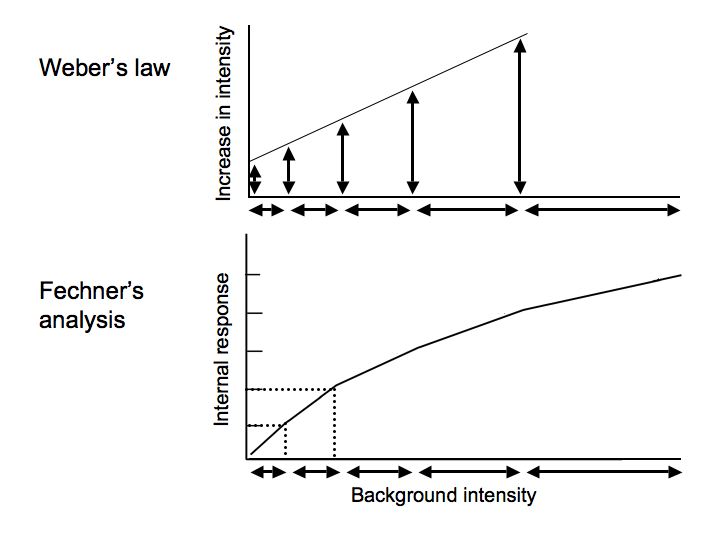 Weber’s law
Increase in intensity
Fechner’s
analysis
Internal response
Background intensity